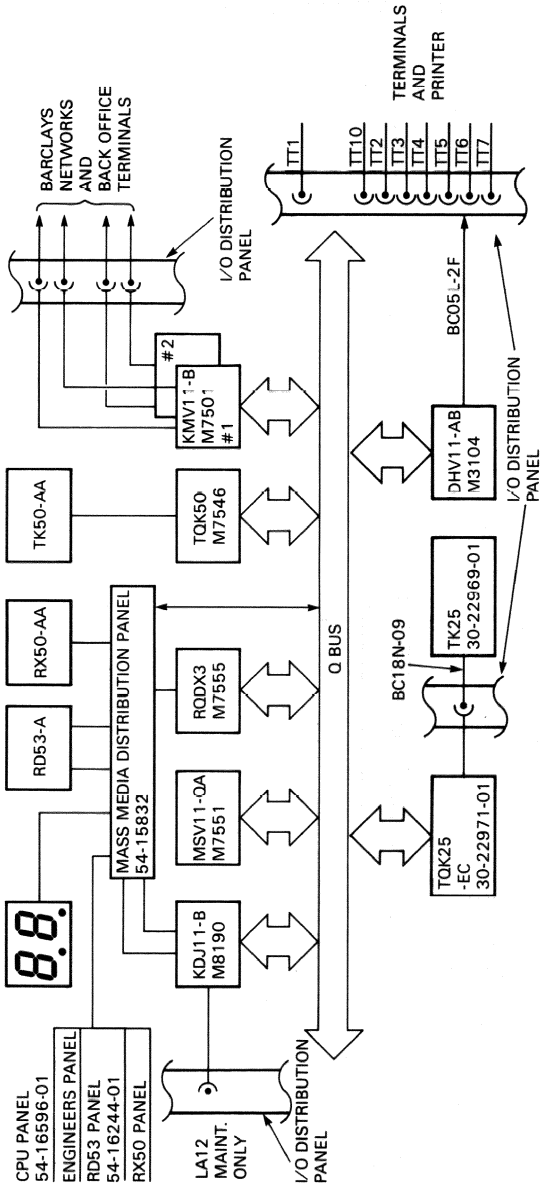 CPU PANEL
54-16596-01
ENGINEERS PANEL
RD53 PANEL
54-16244-01
RX50 PANEL
8.8.
RD53-A
RX50-AA
TK50-AA
BARCLAYS
NETWORKS
AND
BACK OFFICE
TERMINALS
MASS MEDIA DISTRIBUTION PANEL
54-15832
I/O DISTRIBUTION
PANEL
LA12
MAINT.
ONLY
I/O DISTRIBUTION
PANEL
KDJ11-B
M8190
MSV11-QA
M7551
RQDX3
M7555
TQK50
M7546
#2
KMV11-B
M7501
#1
Q BUS
TQK25
-EC
30-22971-01
BC18N-09
TK25
30-22969-01
DHV11-AB
M3104
BC05L-2F
I/O DISTRIBUTION
PANEL
TT1
TT10
TT2
TT3
TT4
TT5
TT6
TT7
TERMINALS
AND
PRINTER